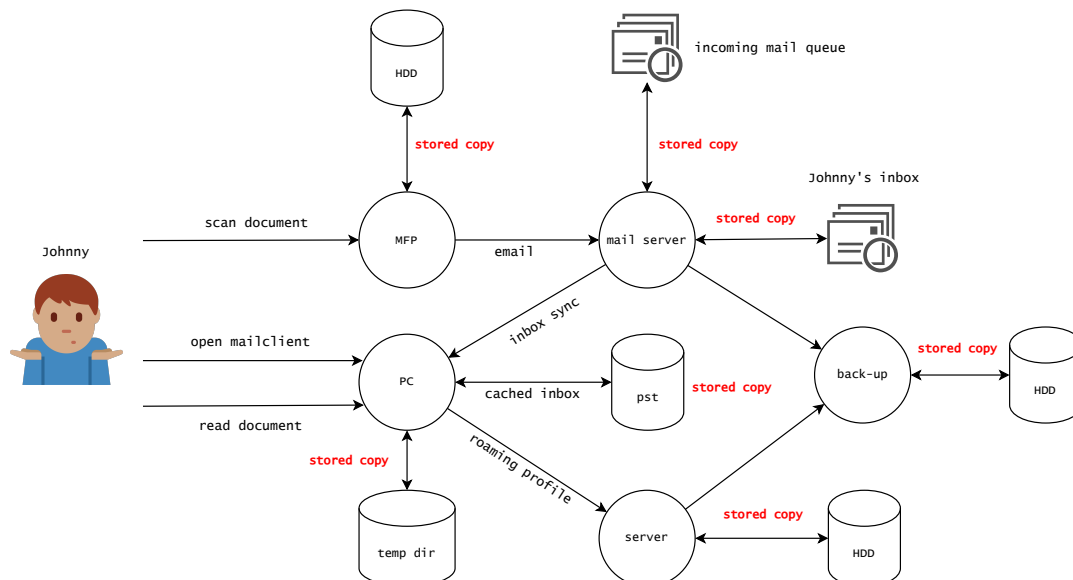 incoming mail queue
HDD
stored copy
stored copy
Johnny's inbox
scan document
stored copy
MFP
email
mail server
Johnny
inbox sync
open mailclient
stored copy
PC
cached inbox
pst
stored copy
back-up
HDD
read document
roaming profile
stored copy
stored copy
temp dir
server
HDD